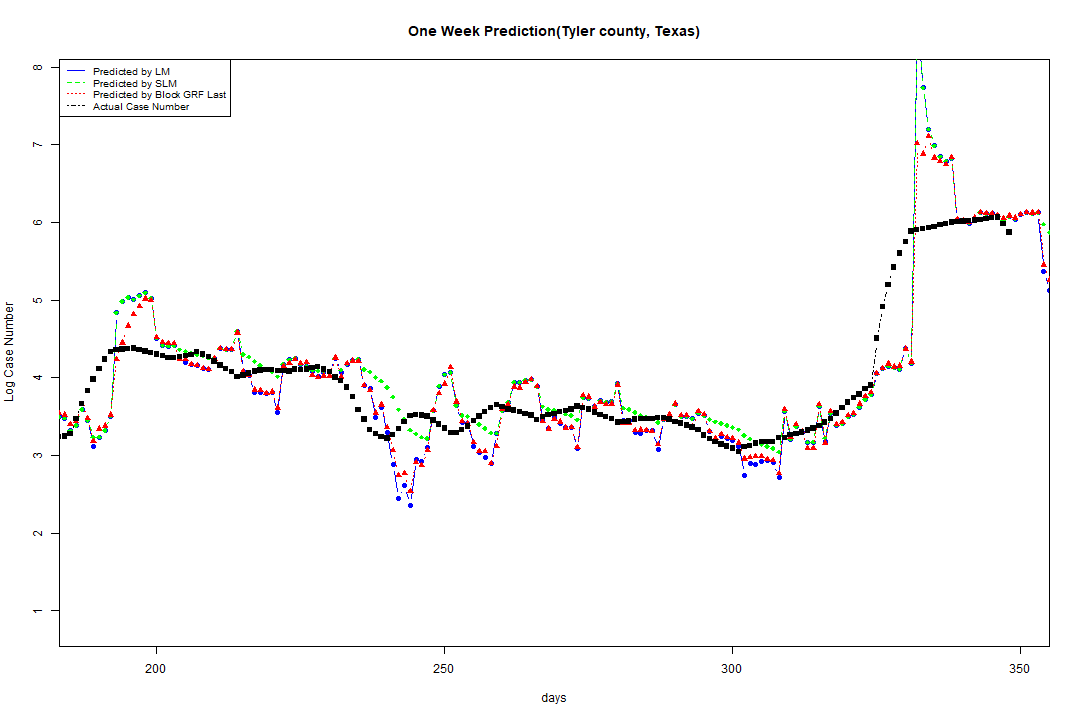 One Week Prediction(Tyler county, Texas)
Predicted by LM
Predicted by SLM
Predicted by Block GRF Last
Actual Case Number
Log Case Number
8
7
6
5
4
3
2
1
200 250 300 350
days